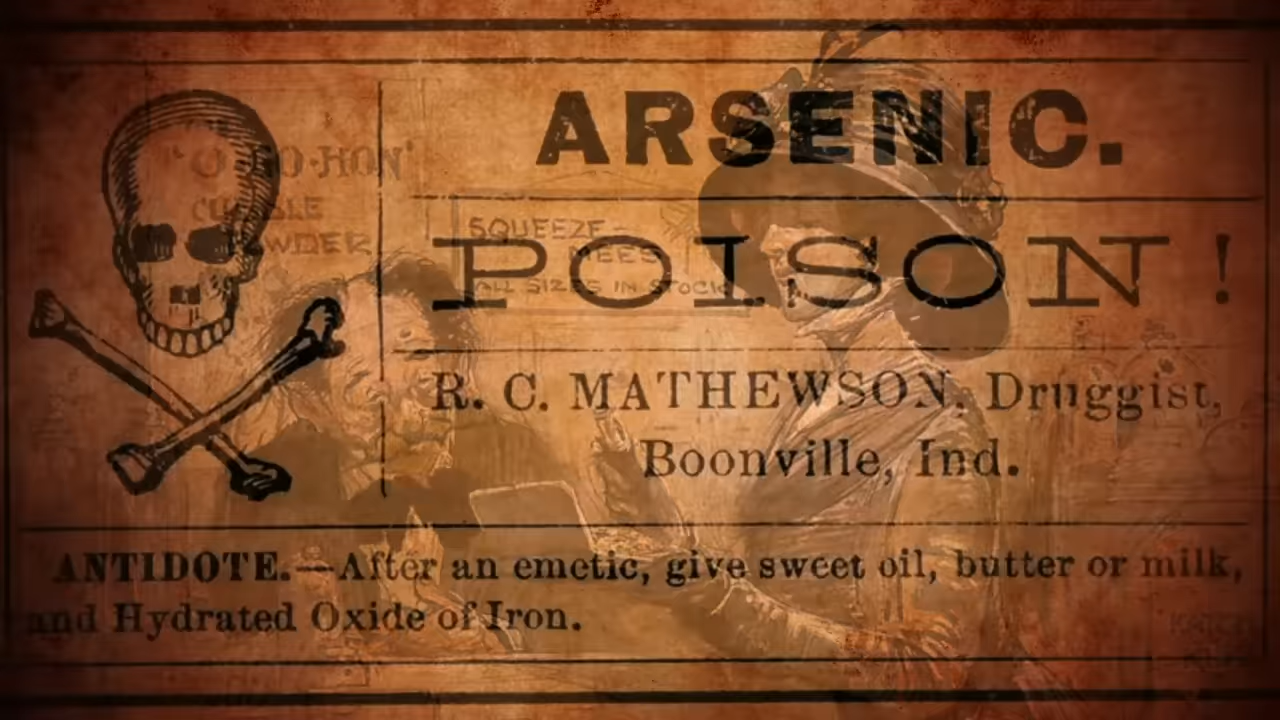 ARSENIC.
POISON!
R. C. MATHEWSON, Druggist,
Boonville, Ind.
ANTIDOTE.—After an emetic, give sweet oil, butter or milk,
and Hydrated Oxide of Iron.
SQUEEZE-
MEES
ALL SIZES IN STOCK